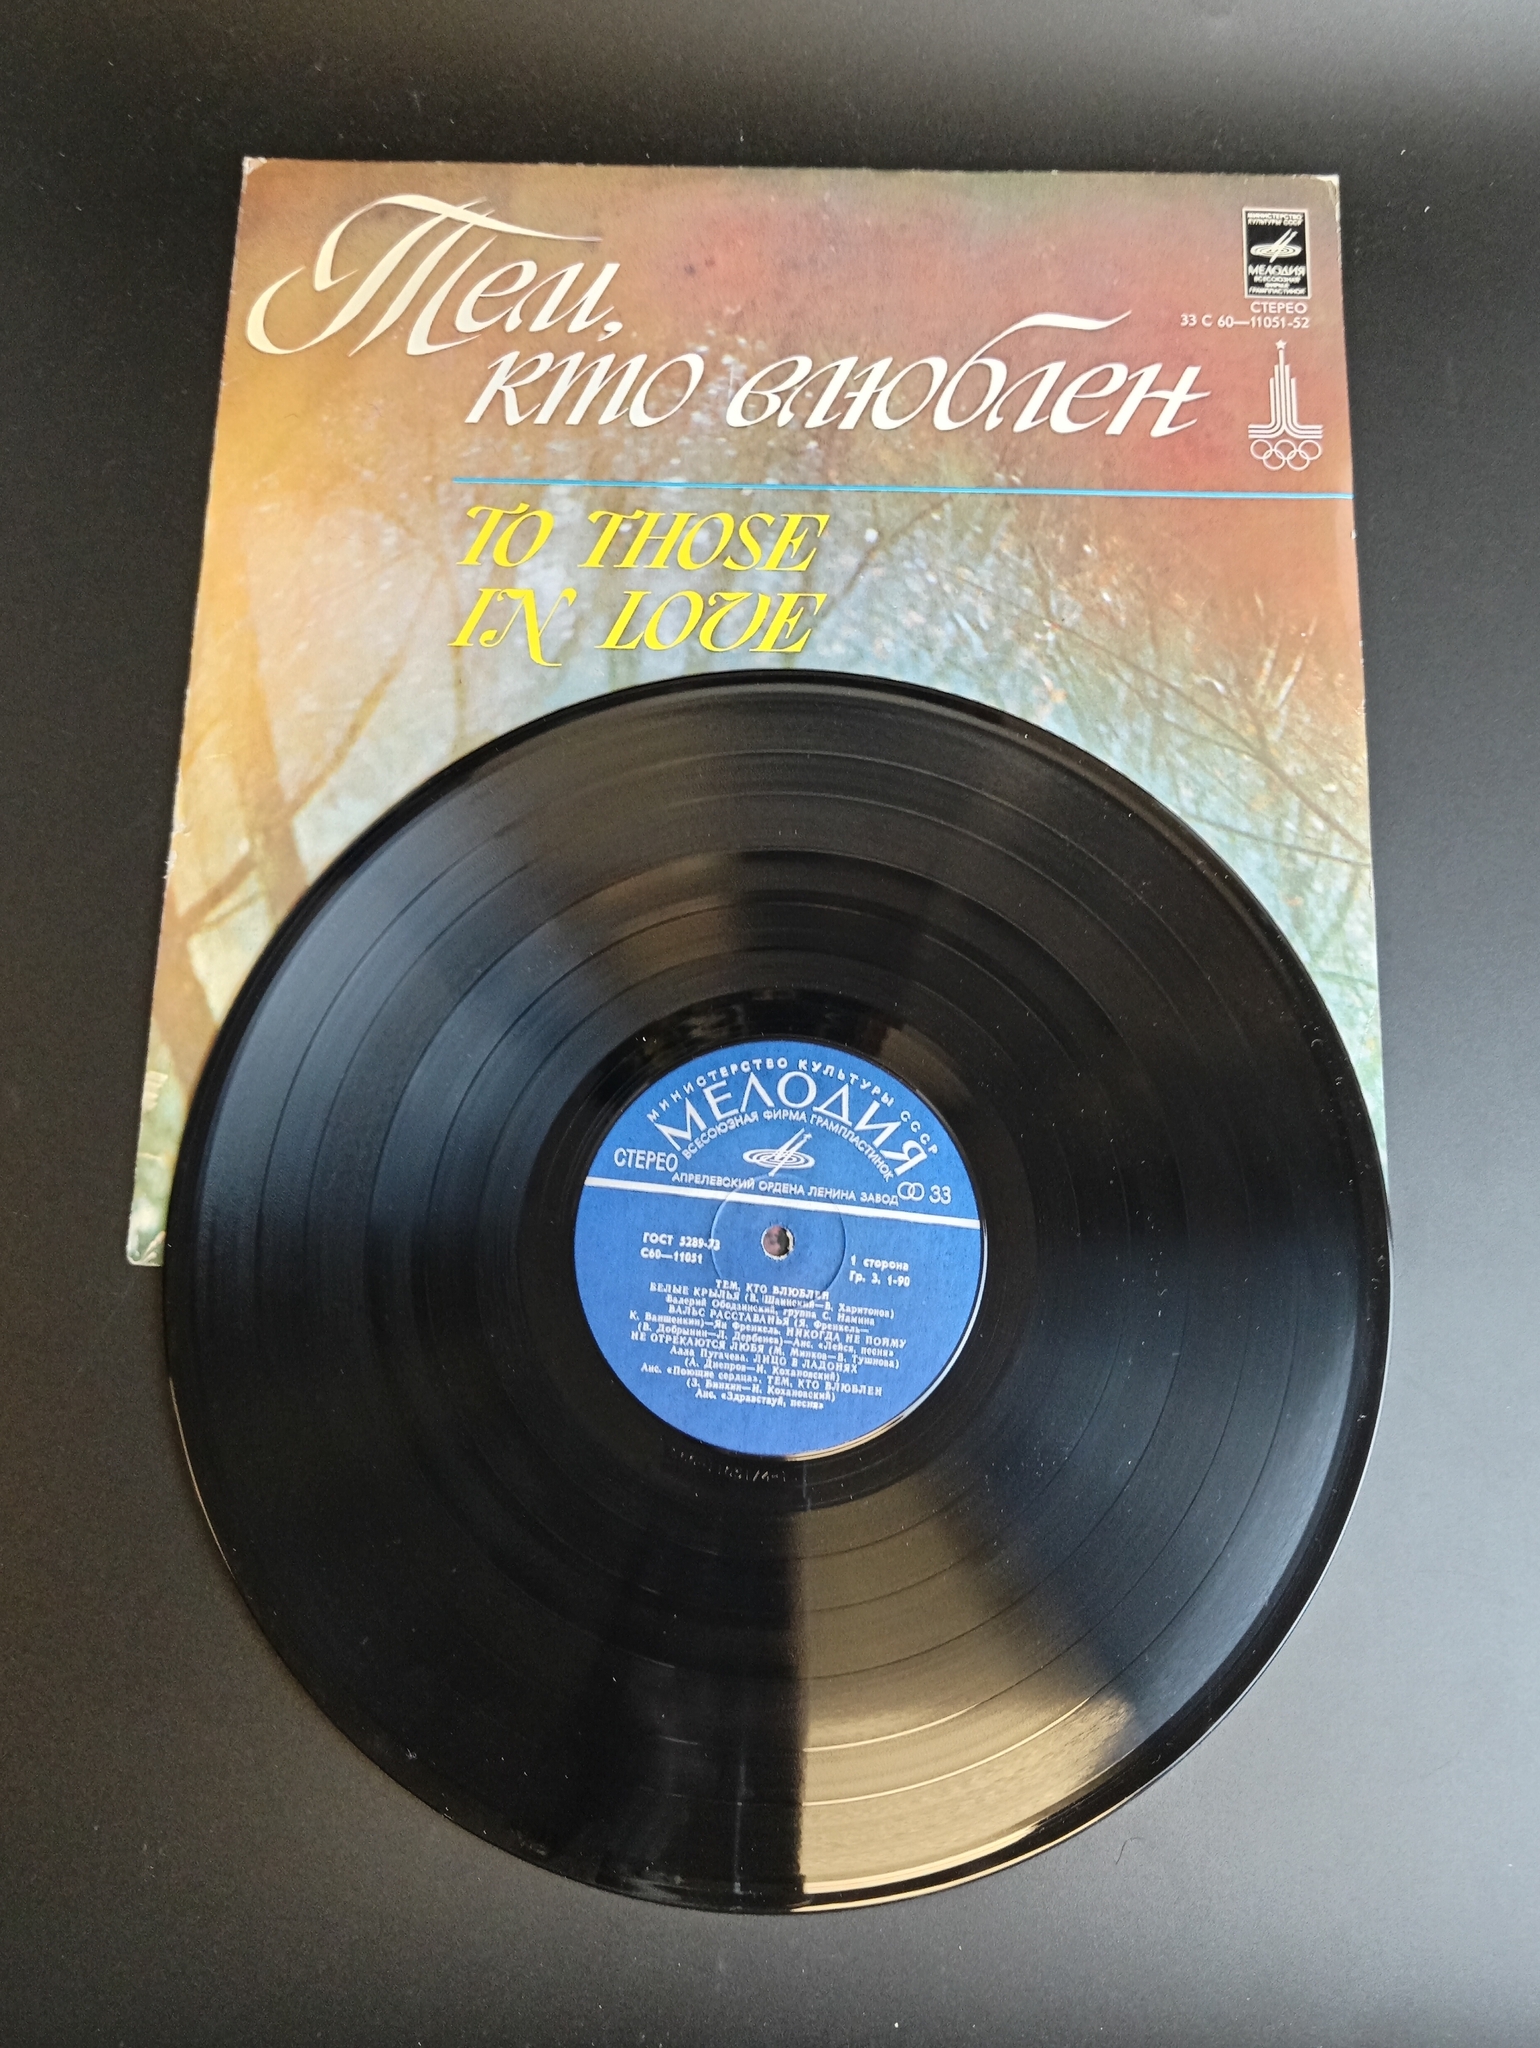 Тем,
кто влюблен
МИНИСТЕРСТВО
КУЛЬТУРЫ СССР
МЕЛОДИЯ
ВСЕСОЮЗНАЯ
ФИРМА
ГРАМПЛАСТИНОК
СТЕРЕО
33 С 60—11051-52
TO THOSE
IN LOVE
МИНИСТЕРСТВО КУЛЬТУРЫ СССР
МЕЛОДИЯ
ВСЕСОЮЗНАЯ ФИРМА ГРАМПЛАСТИНОК
СТЕРЕО
АПРЕЛЕВСКИЙ ОРДЕНА ЛЕНИНА ЗАВОД
33
ГОСТ 5289-73
С60—11051
1 сторона
Гр. 3. 1-90
ТЕМ, КТО ВЛЮБЛЕН
БЕЛЫЕ КРЫЛЬЯ (В. Шаинский—В. Харитонов)
Валерий Ободзинский, группа С. Намина
ВАЛЬС РАССТАВАНЬЯ (Я. Френкель—
К. Ваншенкин)—Ян Френкель. НИКОГДА НЕ ПОЙМУ
(В. Добрынин—Л. Дербенев)—Анс. «Лейся, песня»
НЕ ОТРЕКАЮТСЯ ЛЮБЯ (М. Минков—В. Тушнова)
Алла Пугачева. ЛИЦО В ЛАДОНЯХ
(А. Днепров—И. Кохановский)
Анс. «Поющие сердца». ТЕМ, КТО ВЛЮБЛЕН
(З. Бинкин—И. Кохановский)
Анс. «Здравствуй, песня»